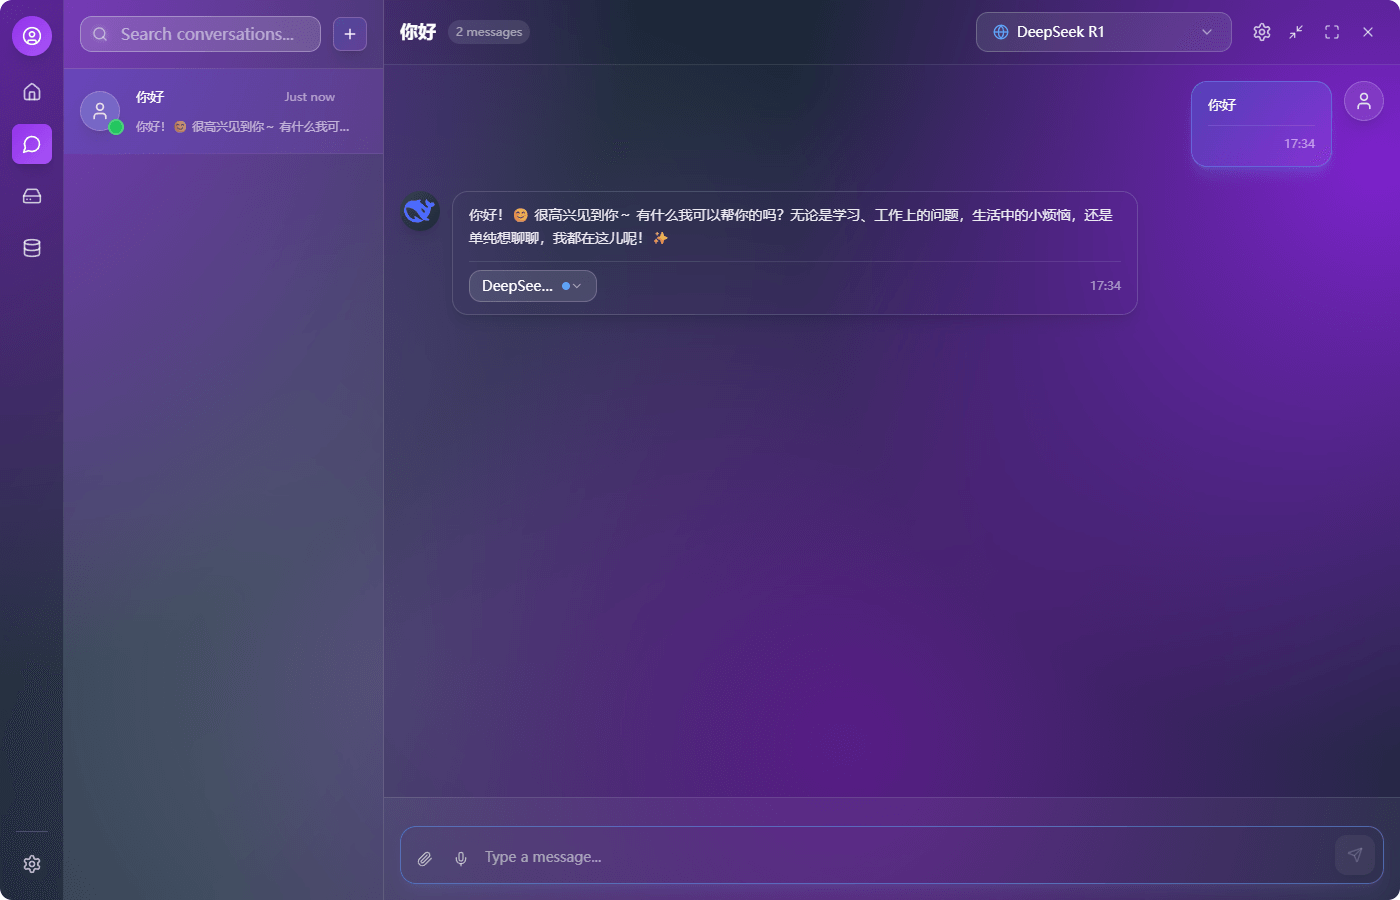 Search conversations...
你好
Just now
你好！ 😊 很高兴见到你～ 有什么我可...
你好
2 messages
DeepSeek R1
你好
17:34
你好！ 😊 很高兴见到你～ 有什么我可以帮你的吗？无论是学习、工作上的问题，生活中的小烦恼，还是
单纯想聊聊，我都在这儿呢！ ✨
DeepSee...
17:34
Type a message...